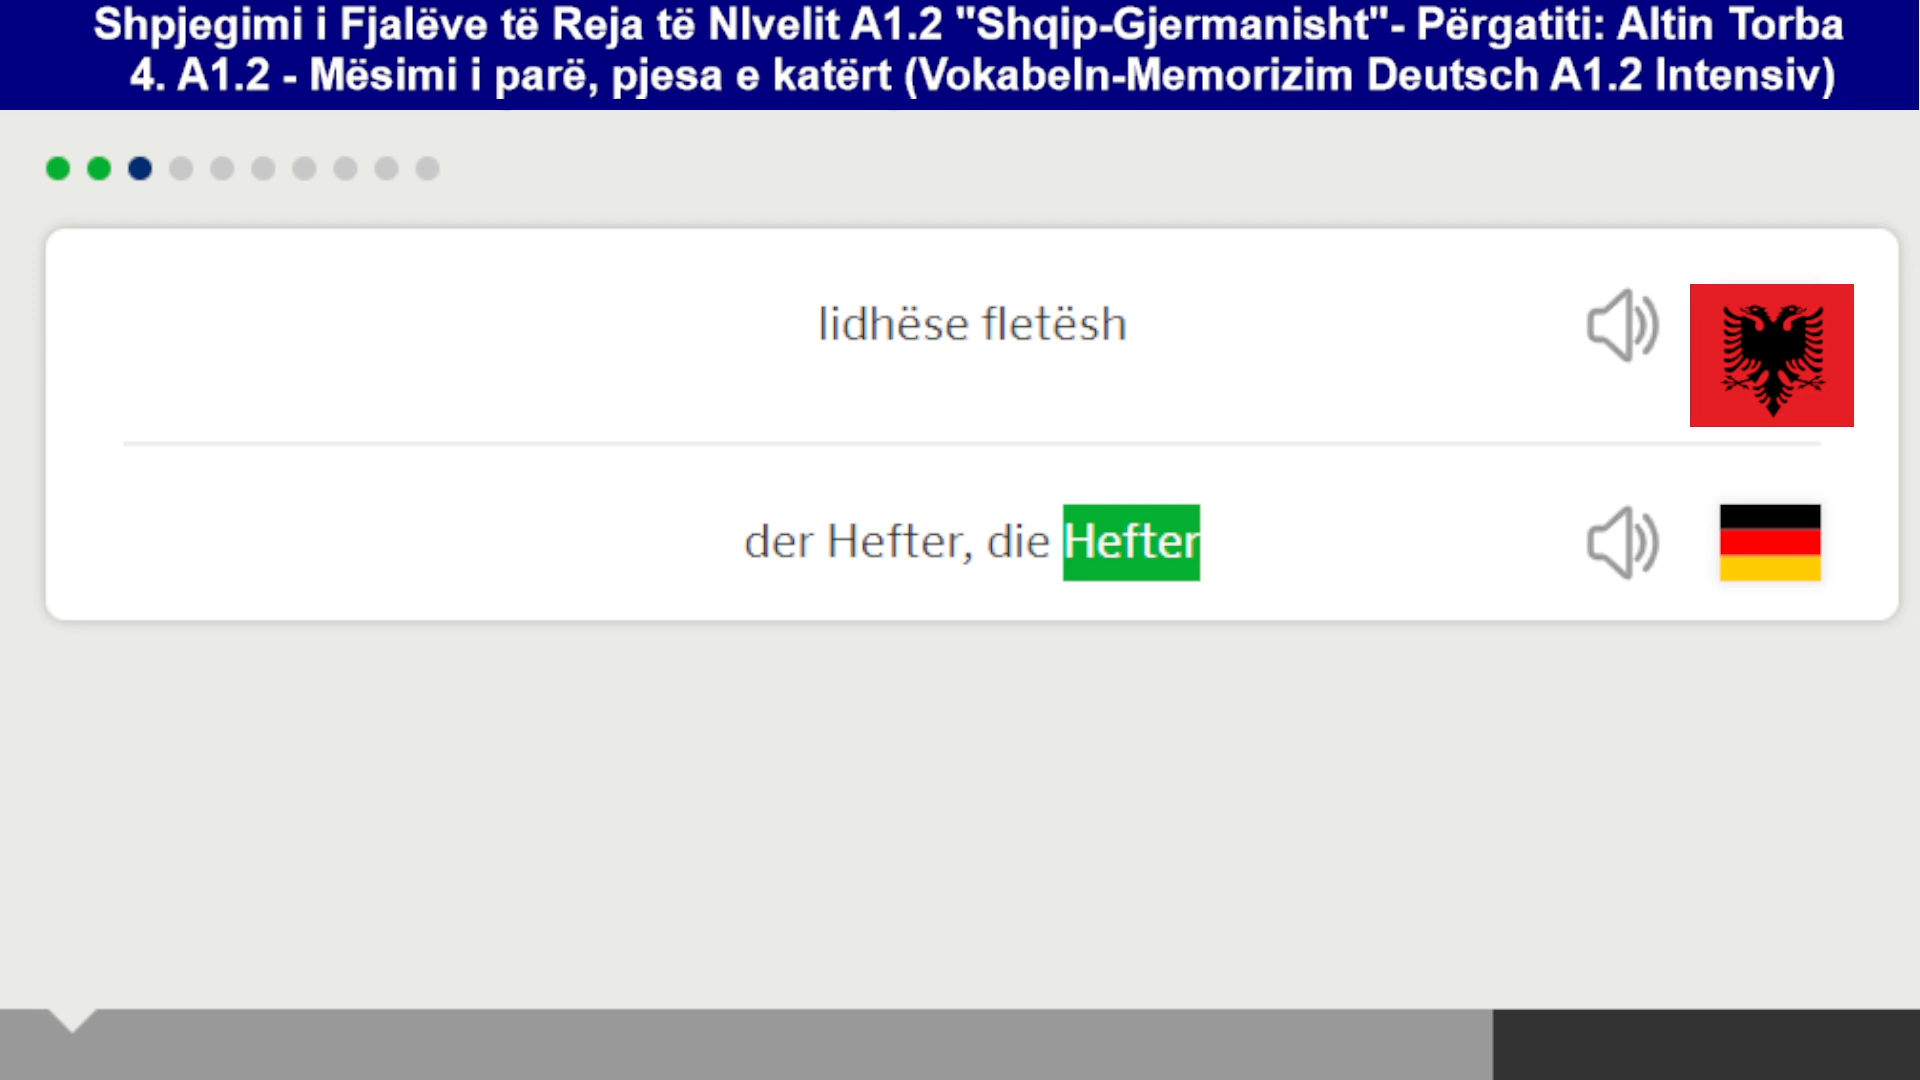 Shpjegimi i Fjalëve të Reja të NIvelit A1.2 "Shqip-Gjermanisht"- Përgatiti: Altin Torba
4. A1.2 - Mësimi i parë, pjesa e katërt (Vokabeln-Memorizim Deutsch A1.2 Intensiv)
lidhëse fletësh
der Hefter, die Hefter